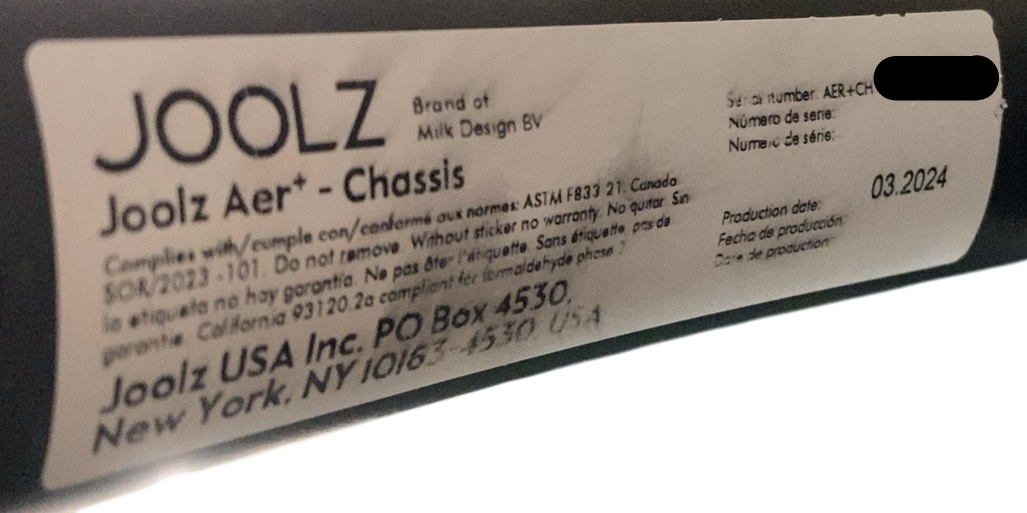 JOOLZ
Brand of
Milk Design BV
Joolz Aer⁺ - Chassis
Complies with/cumple con/conforme aux normes: ASTM F833 21. Canada
SOR/2023 -101. Do not remove. Without sticker no warranty. No quitar. Sin
la etiqueta no hay garantía. Ne pas ôter l'étiquette. Sans étiquette, pas de
garantie. California 93120.2a compliant for formaldehyde phase 2
Joolz USA Inc. PO Box 4530,
New York, NY 10163-4530, USA
Serial number: AER+CH
Número de serie:
Numéro de série:
03.2024
Production date:
Fecha de producción:
Date de production: